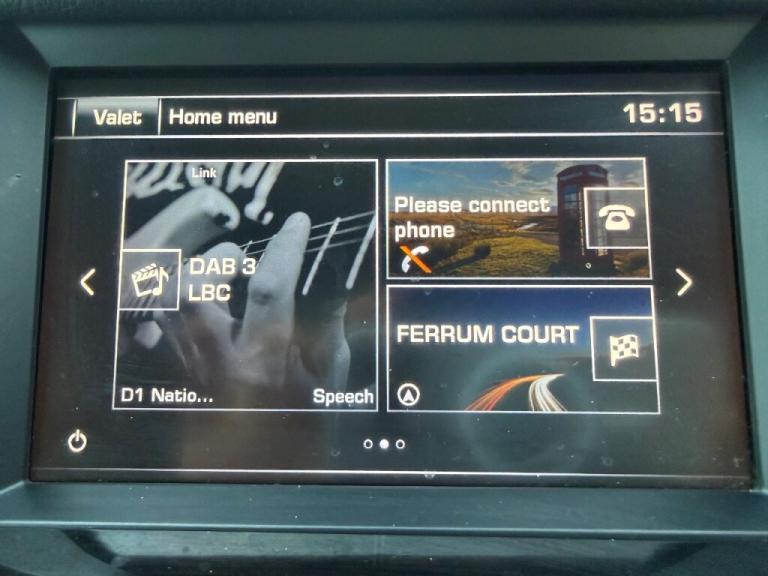 Valet
Home menu
15:15
Link
DAB 3
LBC
D1 Natio...
Speech
Please connect
phone
FERRUM COURT